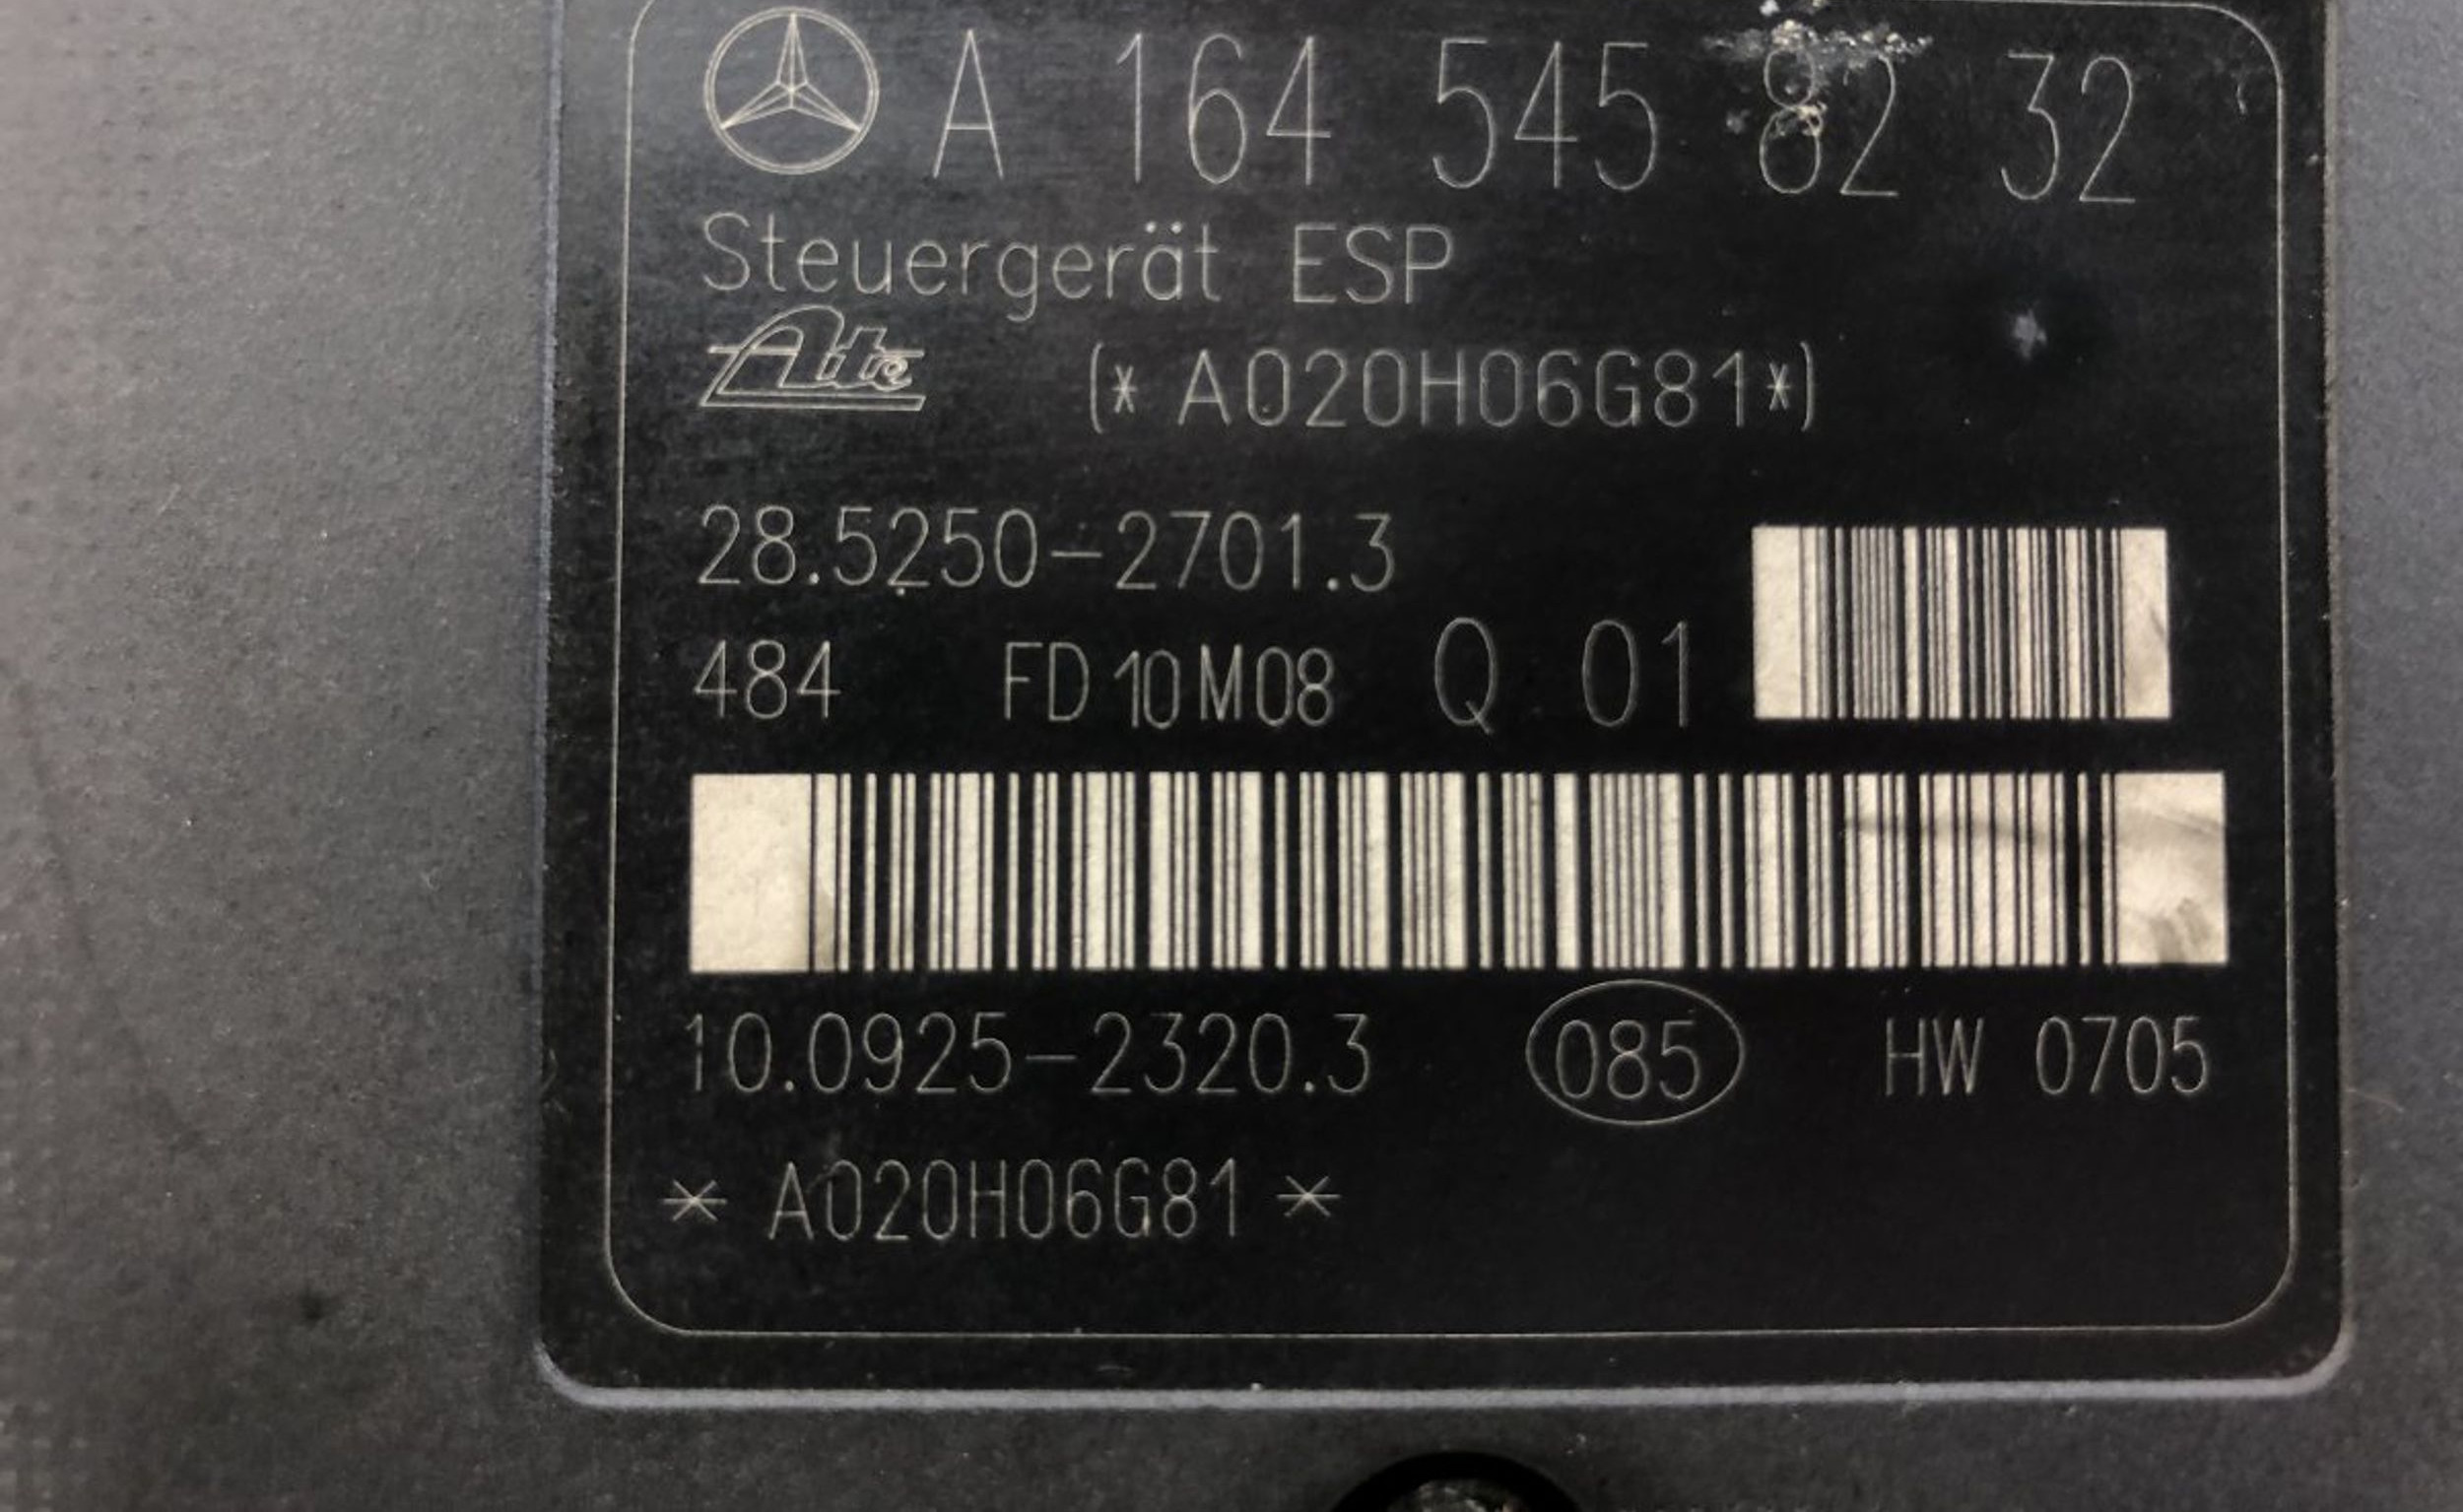 A 164 545 82 32
Steuergerät ESP
Ate (* A020H06G81*)
28.5250-2701.3
484 FD 10 M 08 Q 01
10.0925-2320.3 085 HW 0705
* A020H06G81 *